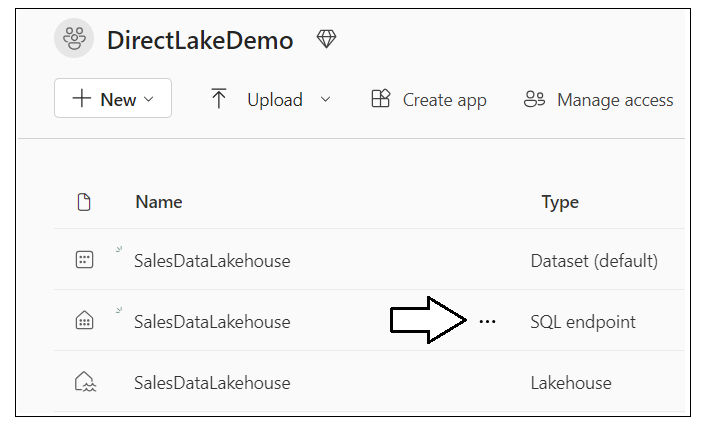 DirectLakeDemo
New Upload Create app Manage access
Name Type
SalesDataLakehouse Dataset (default)
SalesDataLakehouse ... SQL endpoint
SalesDataLakehouse Lakehouse